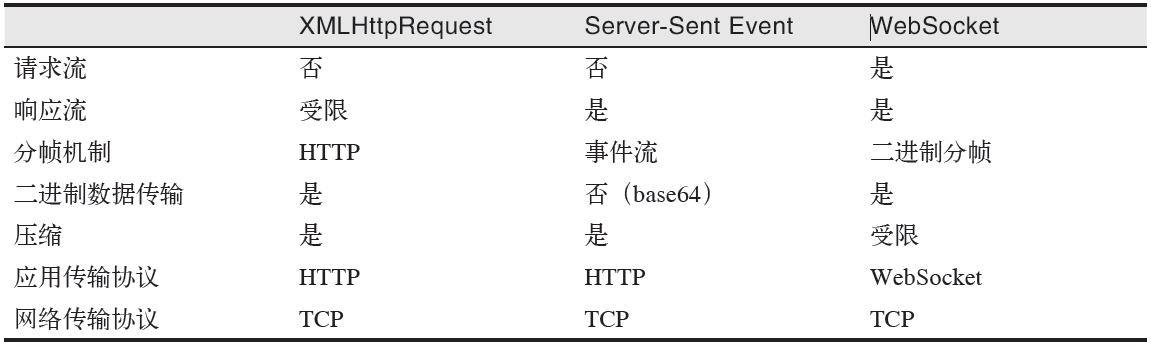 XMLHttpRequest Server-Sent Event WebSocket
请求流 否 否 是
响应流 受限 是 是
分帧机制 HTTP 事件流 二进制分帧
二进制数据传输 是 否（base64） 是
压缩 是 是 受限
应用传输协议 HTTP HTTP WebSocket
网络传输协议 TCP TCP TCP